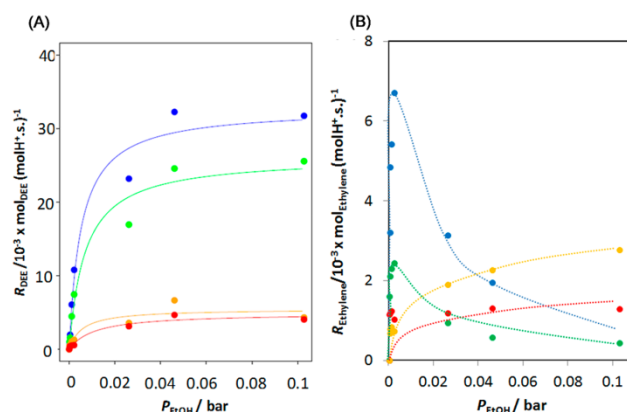 (A)
40
30
20
10
0
R_DEE/10⁻³ x mol_DEE (molH⁺.s.)⁻¹
0 0.02 0.04 0.06 0.08 0.1
P_EtOH / bar
(B)
8
6
4
2
0
R_Ethylene/10⁻³ x mol_Ethylene (molH⁺.s.)⁻¹
0 0.02 0.04 0.06 0.08 0.1
P_EtOH / bar